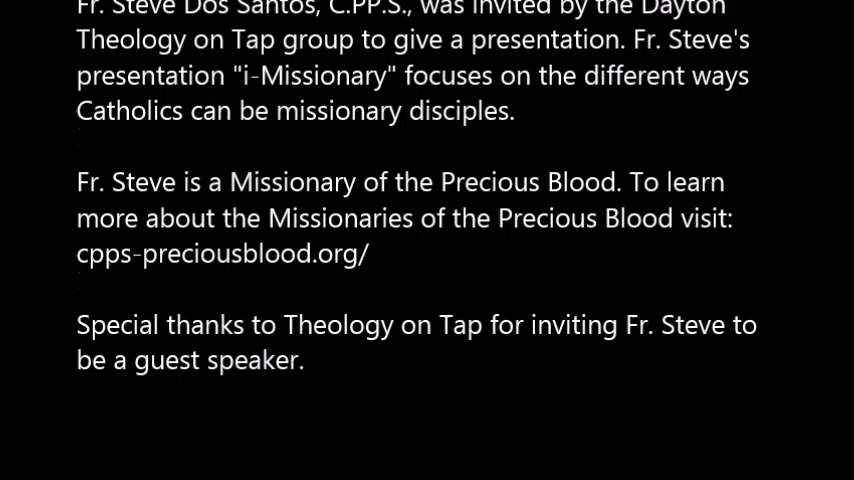 Fr. Steve Dos Santos, C.PP.S., was invited by the Dayton
Theology on Tap group to give a presentation. Fr. Steve's
presentation "i-Missionary" focuses on the different ways
Catholics can be missionary disciples.
Fr. Steve is a Missionary of the Precious Blood. To learn
more about the Missionaries of the Precious Blood visit:
cpps-preciousblood.org/
Special thanks to Theology on Tap for inviting Fr. Steve to
be a guest speaker.